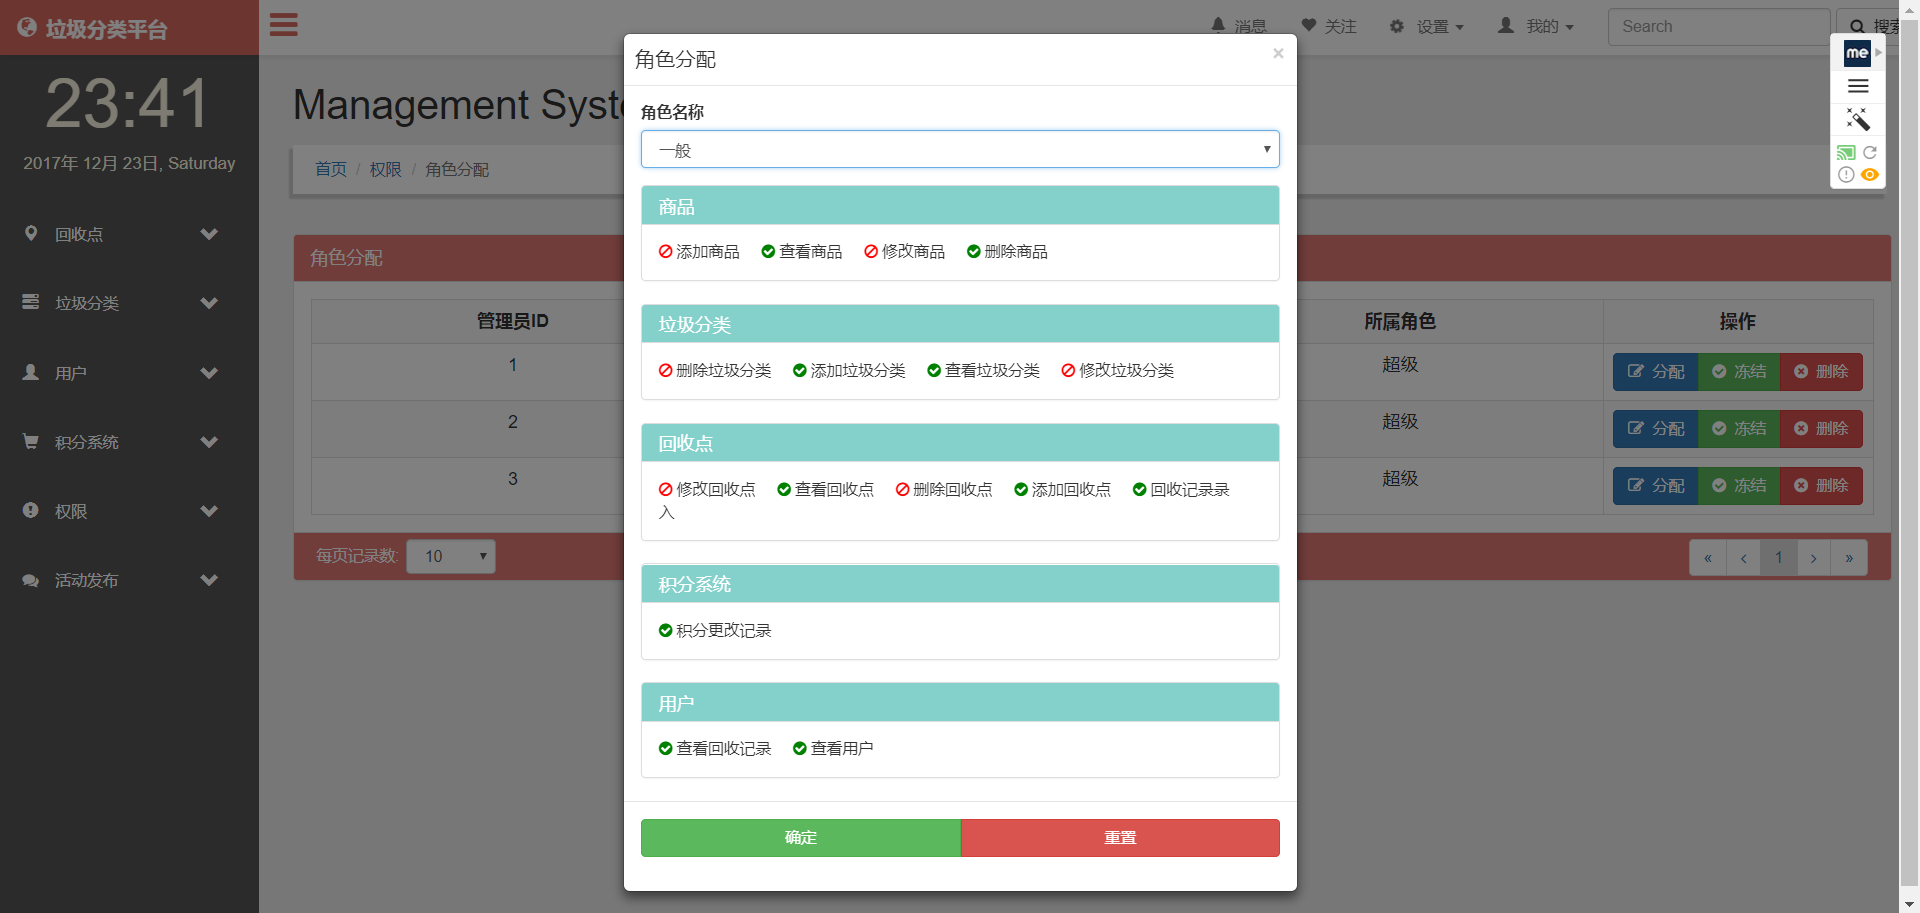 垃圾分类平台
消息 关注 设置 我的 Search 搜索
23:41
2017年 12月 23日, Saturday
回收点
垃圾分类
用户
积分系统
权限
活动发布
Management Syst
首页 / 权限 / 角色分配
角色分配
管理员ID 所属角色 操作
1 超级 分配 冻结 删除
2 超级 分配 冻结 删除
3 超级 分配 冻结 删除
每页记录数: 10
« ‹ 1 › »
角色分配 ×
角色名称
一般
商品
添加商品 查看商品 修改商品 删除商品
垃圾分类
删除垃圾分类 添加垃圾分类 查看垃圾分类 修改垃圾分类
回收点
修改回收点 查看回收点 删除回收点 添加回收点 回收记录录
入
积分系统
积分更改记录
用户
查看回收记录 查看用户
确定 重置
me